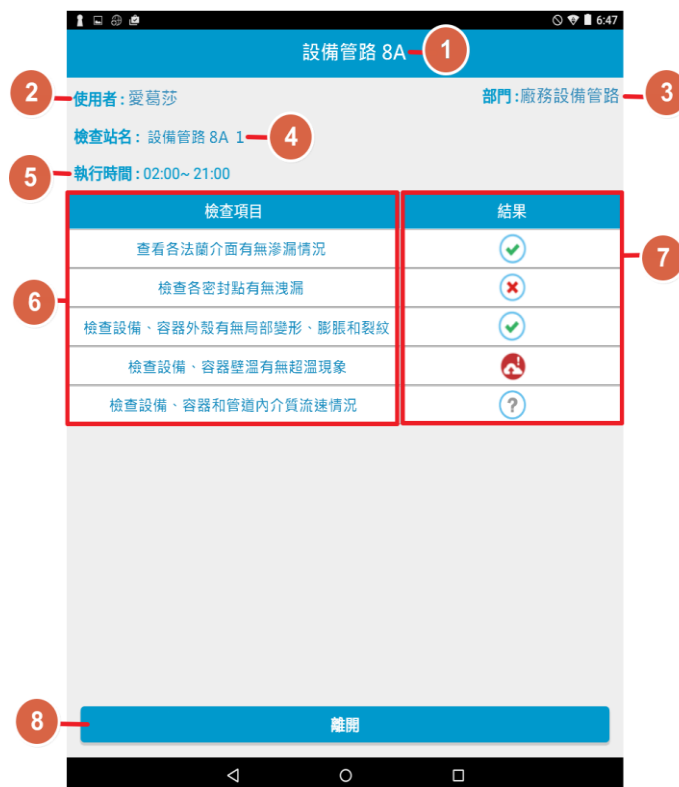 6:47
設備管路 8A
1
2
使用者：愛葛莎
部門：廠務設備管路
3
檢查站名： 設備管路 8A 1
4
5
執行時間：02:00~ 21:00
檢查項目 結果
查看各法蘭介面有無滲漏情況
7
檢查各密封點有無洩漏
6
檢查設備、容器外殼有無局部變形、膨脹和裂紋
檢查設備、容器壁溫有無超溫現象
檢查設備、容器和管道內介質流速情況
?
8
離開